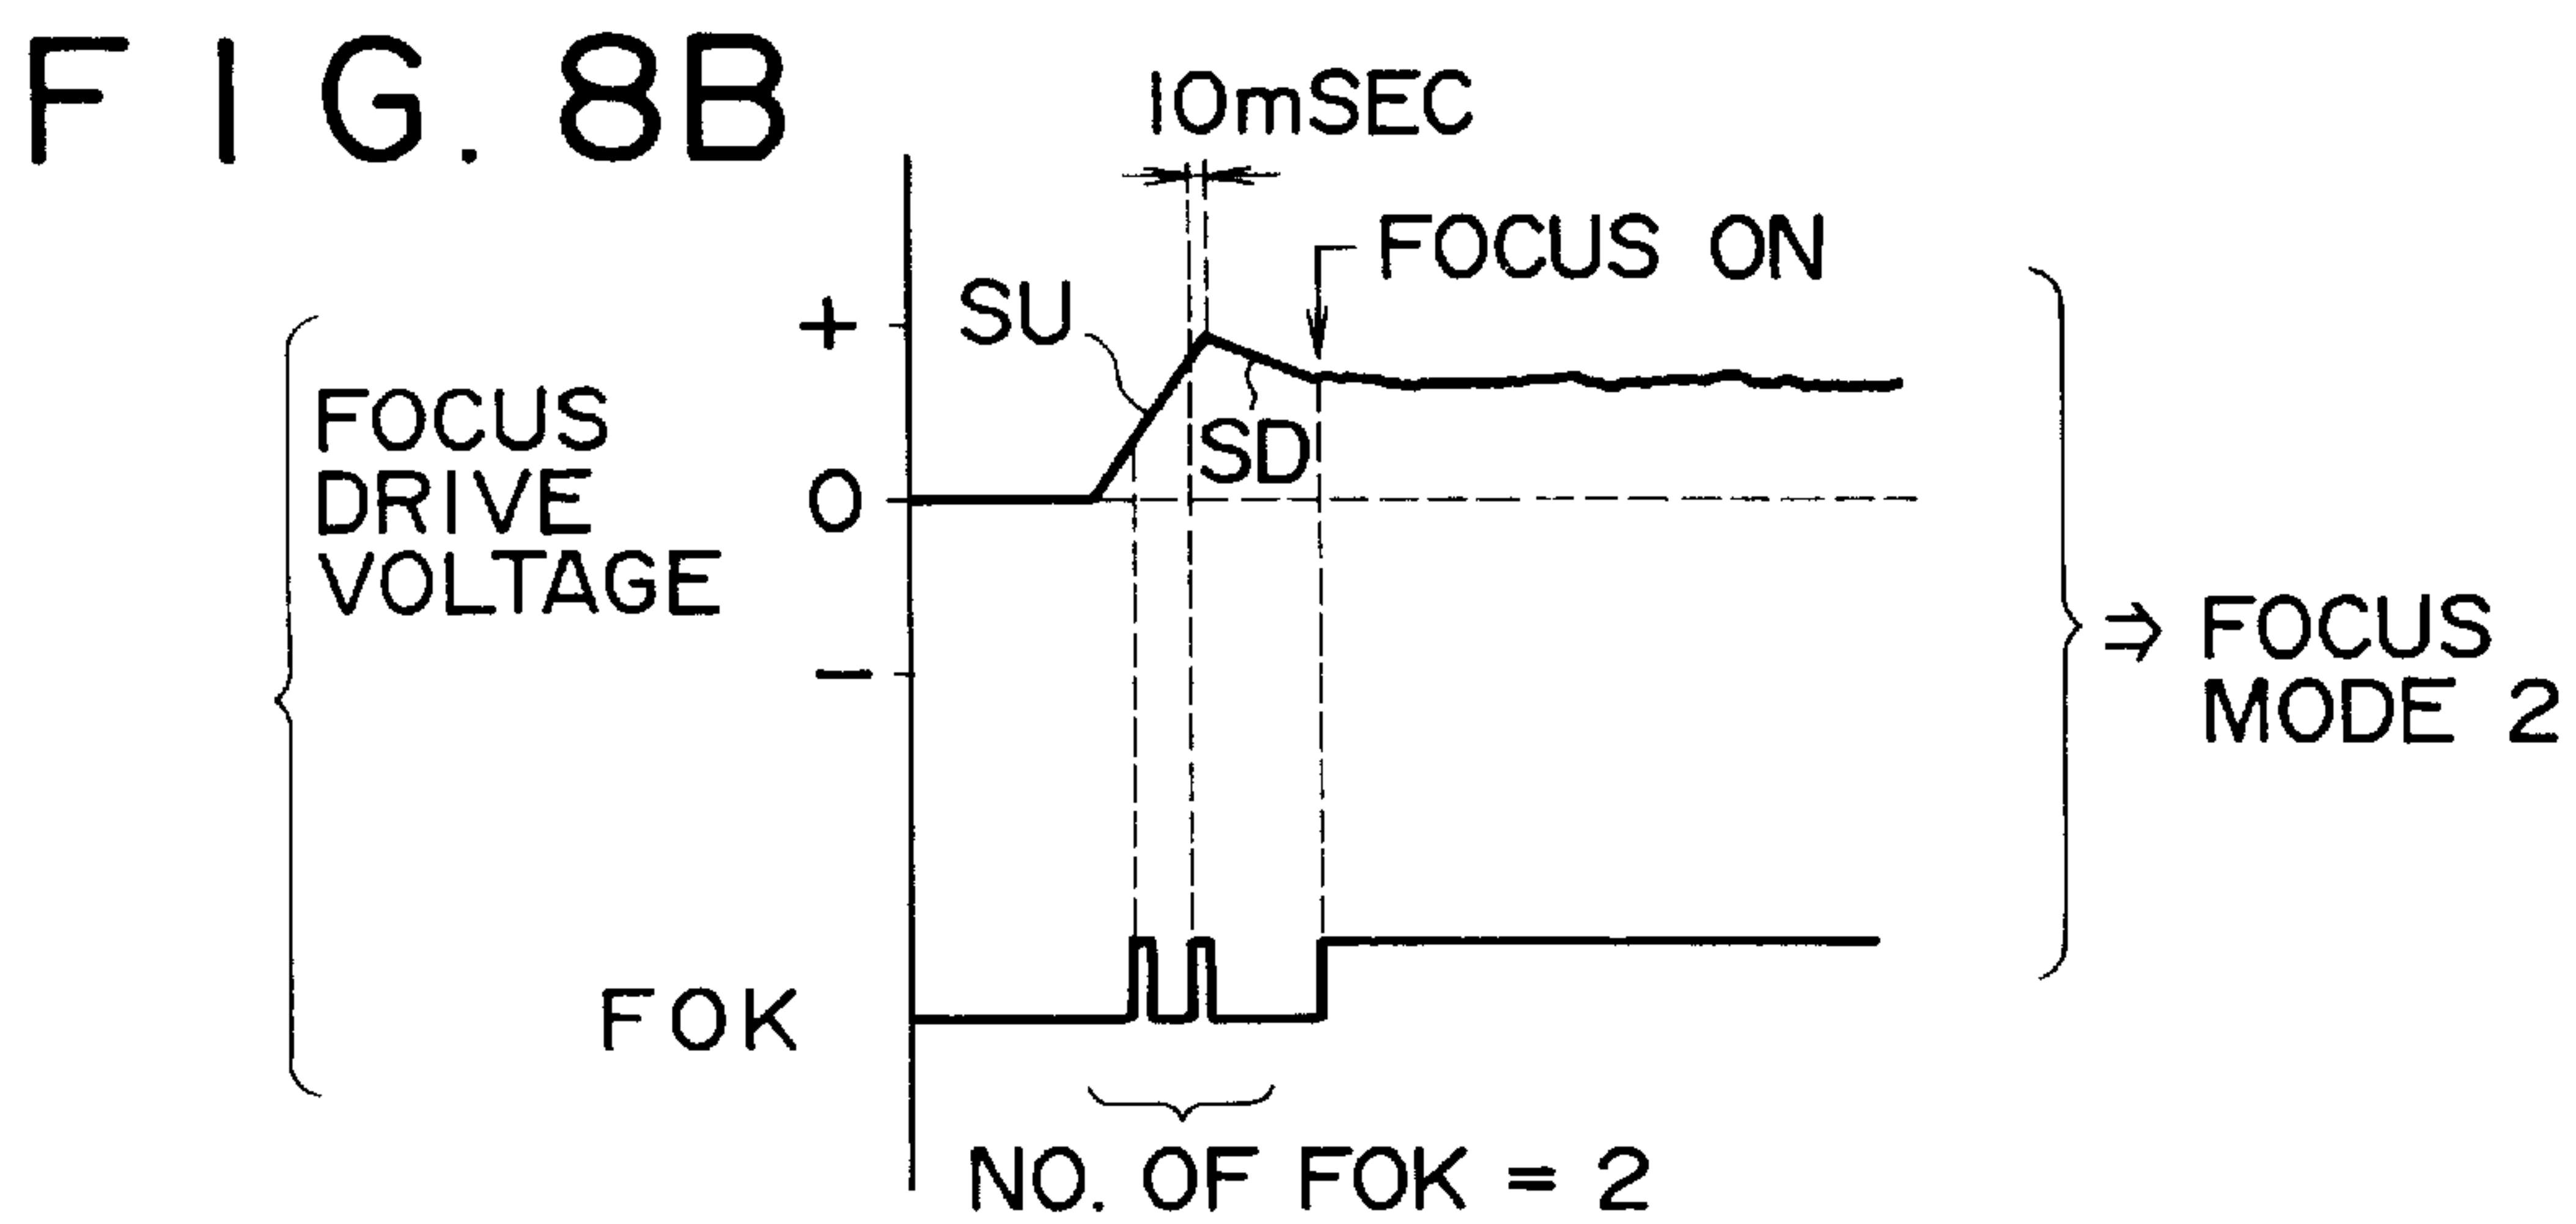 FIG. 8B
10mSEC
FOCUS ON
SU
+
FOCUS
DRIVE
VOLTAGE
SD
0
−
⇒ FOCUS
MODE 2
FOK
NO. OF FOK = 2